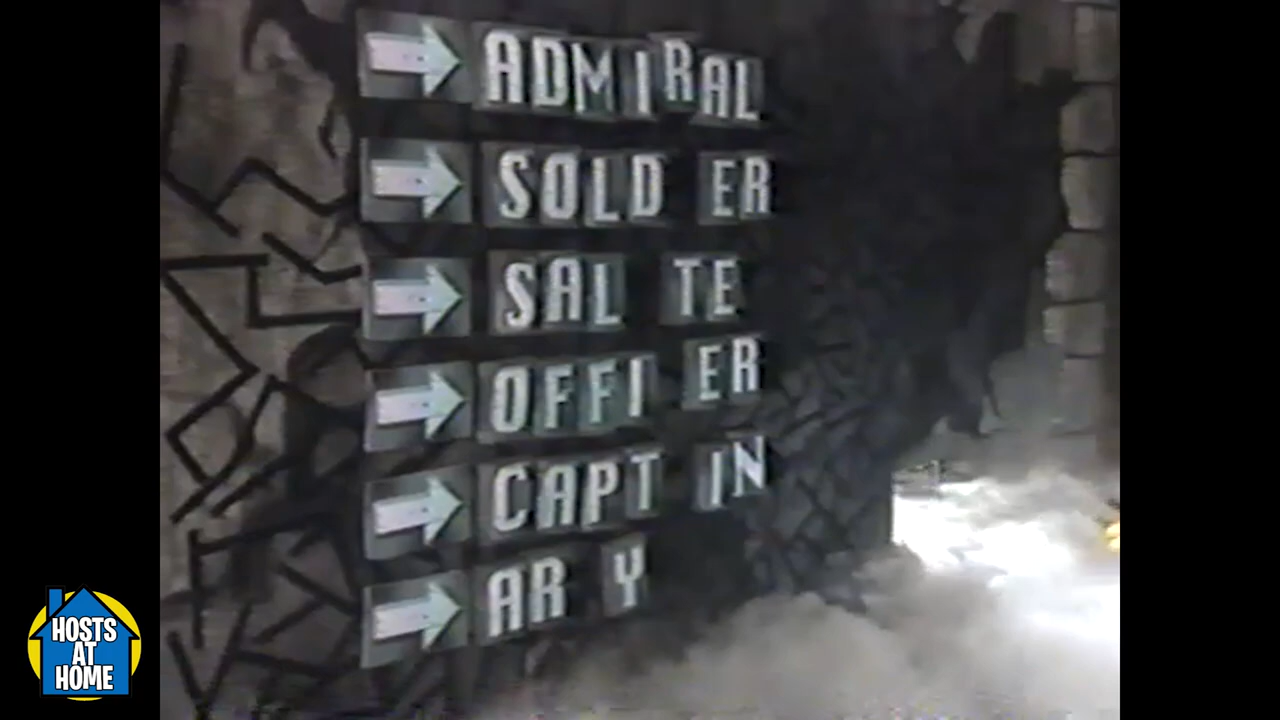 ADMIRAL
SOLD ER
SAL TE
OFFI ER
CAPT IN
AR Y
HOSTS
AT
HOME